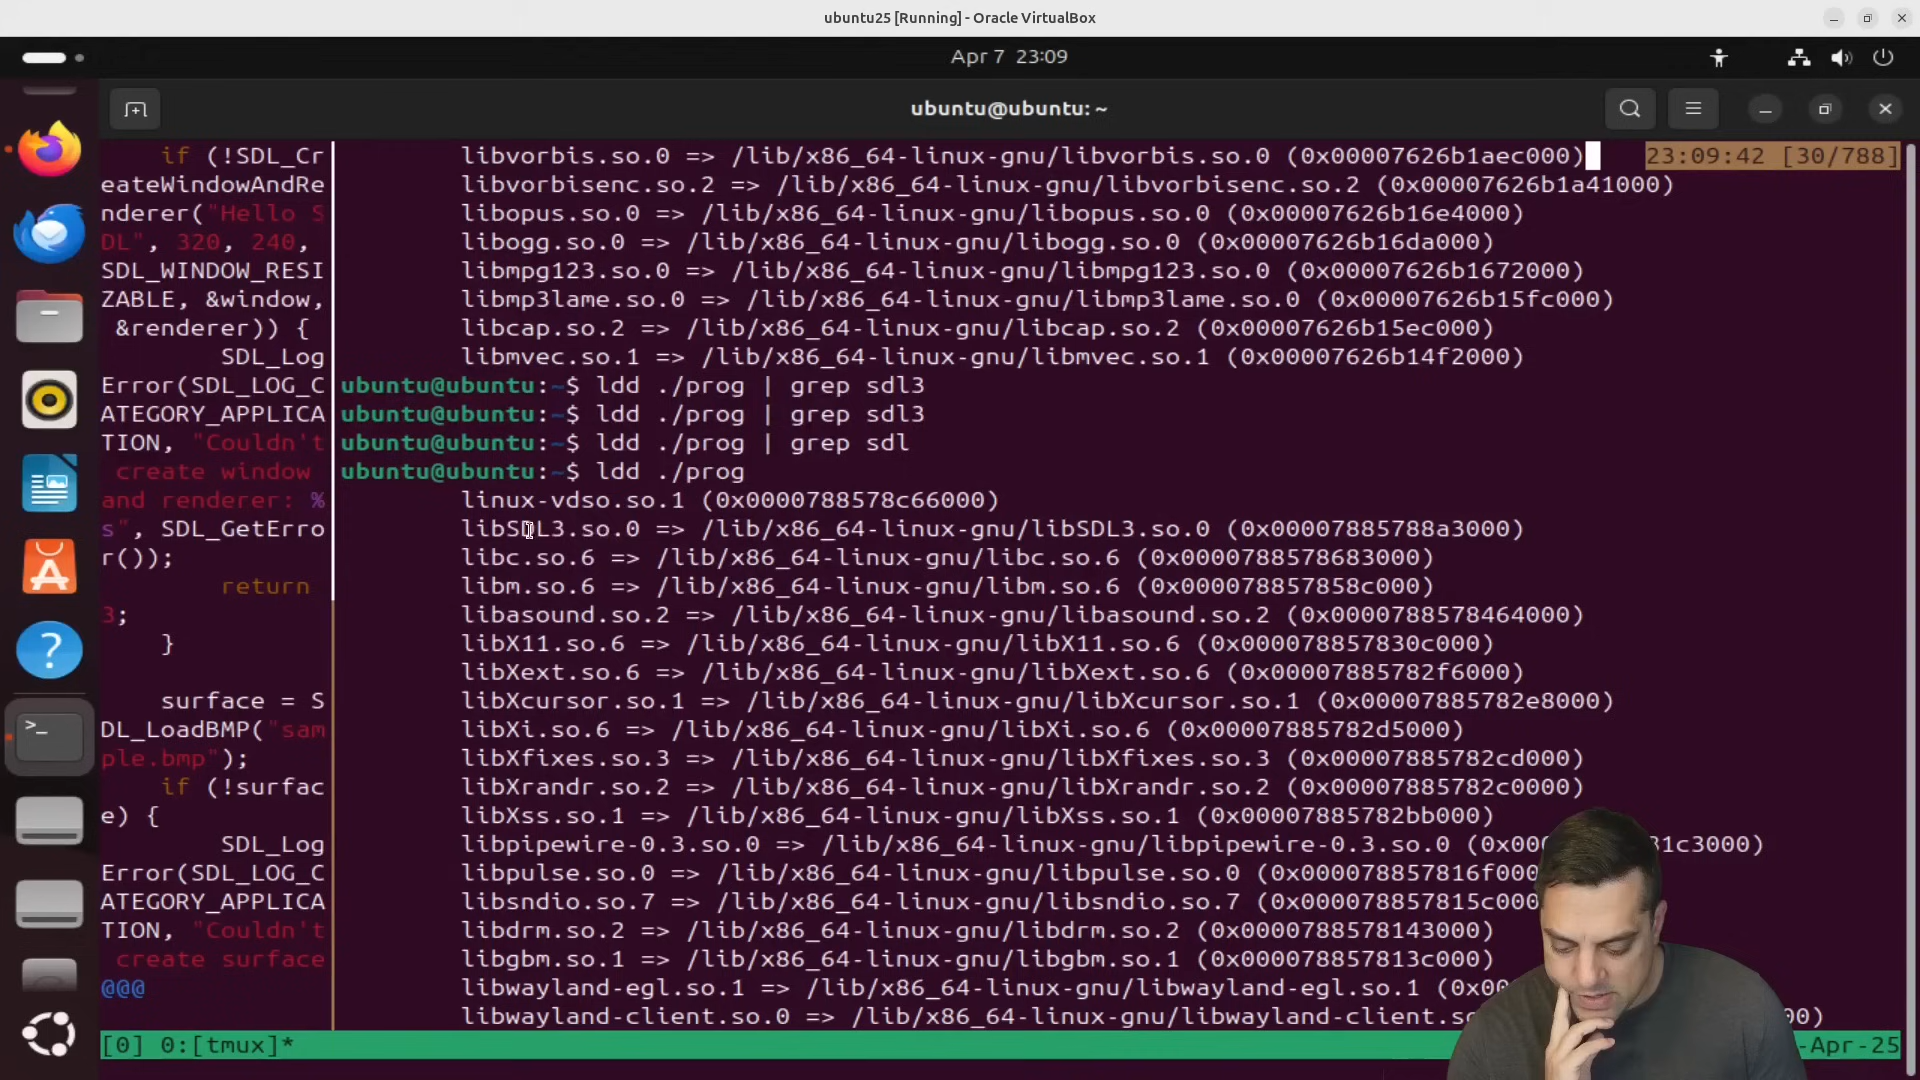 ubuntu25 [Running] - Oracle VirtualBox
Apr 7 23:09
ubuntu@ubuntu: ~
if (!SDL_Cr
eateWindowAndRe
nderer("Hello S
DL", 320, 240,
SDL_WINDOW_RESI
ZABLE, &window,
&renderer)) {
SDL_Log
Error(SDL_LOG_C
ATEGORY_APPLICA
TION, "Couldn't
create window
and renderer: %
s", SDL_GetErro
r());
return
3;
}
surface = S
DL_LoadBMP("sam
ple.bmp");
if (!surfac
e) {
SDL_Log
Error(SDL_LOG_C
ATEGORY_APPLICA
TION, "Couldn't
create surface
@@@
libvorbis.so.0 => /lib/x86_64-linux-gnu/libvorbis.so.0 (0x00007626b1aec000)
23:09:42 [30/788]
libvorbisenc.so.2 => /lib/x86_64-linux-gnu/libvorbisenc.so.2 (0x00007626b1a41000)
libopus.so.0 => /lib/x86_64-linux-gnu/libopus.so.0 (0x00007626b16e4000)
libogg.so.0 => /lib/x86_64-linux-gnu/libogg.so.0 (0x00007626b16da000)
libmpg123.so.0 => /lib/x86_64-linux-gnu/libmpg123.so.0 (0x00007626b1672000)
libmp3lame.so.0 => /lib/x86_64-linux-gnu/libmp3lame.so.0 (0x00007626b15fc000)
libcap.so.2 => /lib/x86_64-linux-gnu/libcap.so.2 (0x00007626b15ec000)
libmvec.so.1 => /lib/x86_64-linux-gnu/libmvec.so.1 (0x00007626b14f2000)
ubuntu@ubuntu:~$ ldd ./prog | grep sdl3
ubuntu@ubuntu:~$ ldd ./prog | grep sdl3
ubuntu@ubuntu:~$ ldd ./prog | grep sdl
ubuntu@ubuntu:~$ ldd ./prog
linux-vdso.so.1 (0x0000788578c66000)
libSDL3.so.0 => /lib/x86_64-linux-gnu/libSDL3.so.0 (0x00007885788a3000)
libc.so.6 => /lib/x86_64-linux-gnu/libc.so.6 (0x0000788578683000)
libm.so.6 => /lib/x86_64-linux-gnu/libm.so.6 (0x000078857858c000)
libasound.so.2 => /lib/x86_64-linux-gnu/libasound.so.2 (0x0000788578464000)
libX11.so.6 => /lib/x86_64-linux-gnu/libX11.so.6 (0x000078857830c000)
libXext.so.6 => /lib/x86_64-linux-gnu/libXext.so.6 (0x00007885782f6000)
libXcursor.so.1 => /lib/x86_64-linux-gnu/libXcursor.so.1 (0x00007885782e8000)
libXi.so.6 => /lib/x86_64-linux-gnu/libXi.so.6 (0x00007885782d5000)
libXfixes.so.3 => /lib/x86_64-linux-gnu/libXfixes.so.3 (0x00007885782cd000)
libXrandr.so.2 => /lib/x86_64-linux-gnu/libXrandr.so.2 (0x00007885782c0000)
libXss.so.1 => /lib/x86_64-linux-gnu/libXss.so.1 (0x00007885782bb000)
libpipewire-0.3.so.0 => /lib/x86_64-linux-gnu/libpipewire-0.3.so.0 (0x000 31c3000)
libpulse.so.0 => /lib/x86_64-linux-gnu/libpulse.so.0 (0x000078857816f000
libsndio.so.7 => /lib/x86_64-linux-gnu/libsndio.so.7 (0x000078857815c000
libdrm.so.2 => /lib/x86_64-linux-gnu/libdrm.so.2 (0x0000788578143000)
libgbm.so.1 => /lib/x86_64-linux-gnu/libgbm.so.1 (0x000078857813c000)
libwayland-egl.so.1 => /lib/x86_64-linux-gnu/libwayland-egl.so.1 (0x00
libwayland-client.so.0 => /lib/x86_64-linux-gnu/libwayland-client.so 00)
[0] 0:[tmux]*
-Apr-25